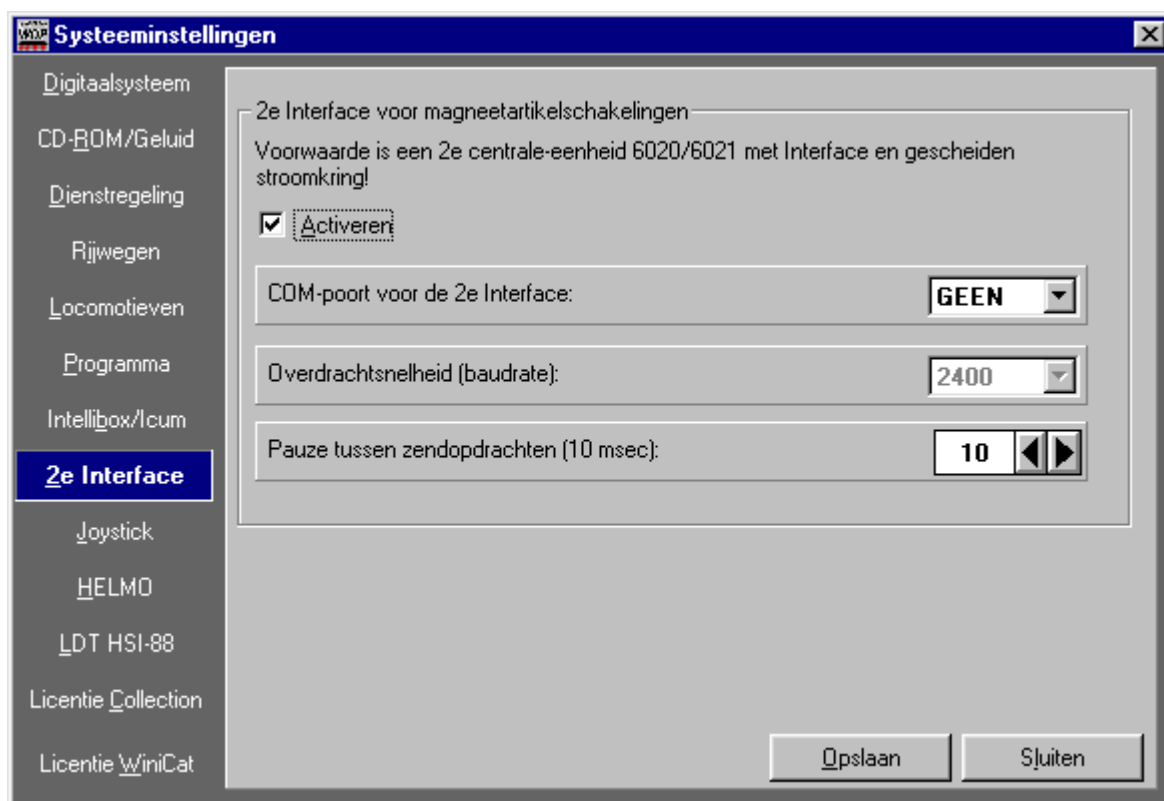 Systeeminstellingen
Digitaalsysteem
CD-ROM/Geluid
Dienstregeling
Rijwegen
Locomotieven
Programma
Intellibox/Icum
2e Interface
Joystick
HELMO
LDT HSI-88
Licentie Collection
Licentie WiniCat
2e Interface voor magneetartikelschakelingen
Voorwaarde is een 2e centrale-eenheid 6020/6021 met Interface en gescheiden
stroomkring!
Activeren
COM-poort voor de 2e Interface: GEEN
Overdrachtsnelheid (baudrate): 2400
Pauze tussen zendopdrachten (10 msec): 10
Opslaan Sluiten